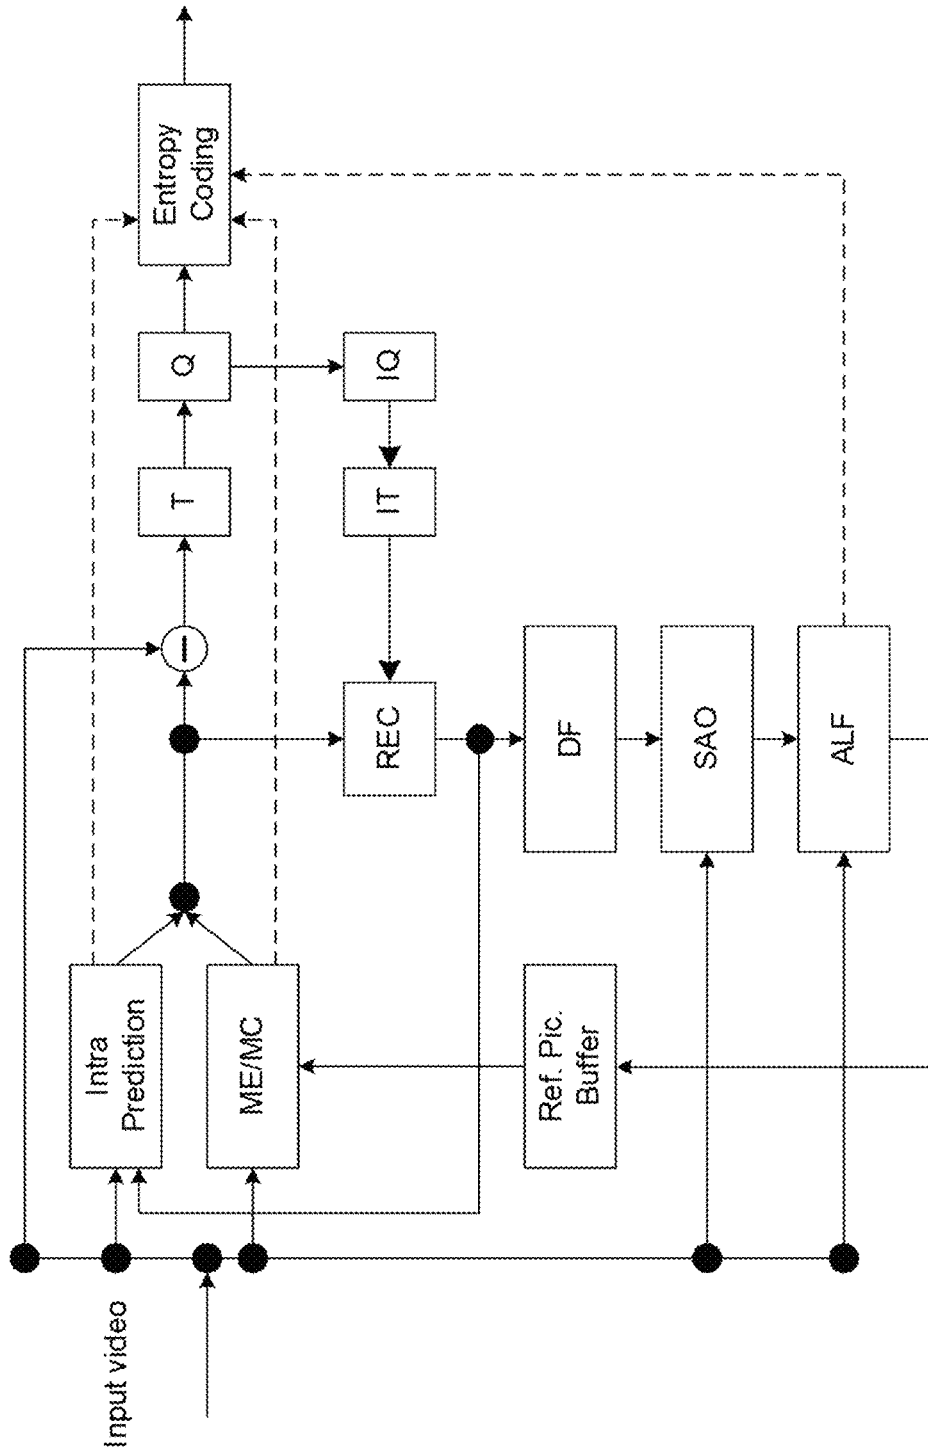 Input video
Intra
Prediction
ME/MC
Ref. Pic.
Buffer
−
T
Q
Entropy
Coding
REC
IT
IQ
DF
SAO
ALF